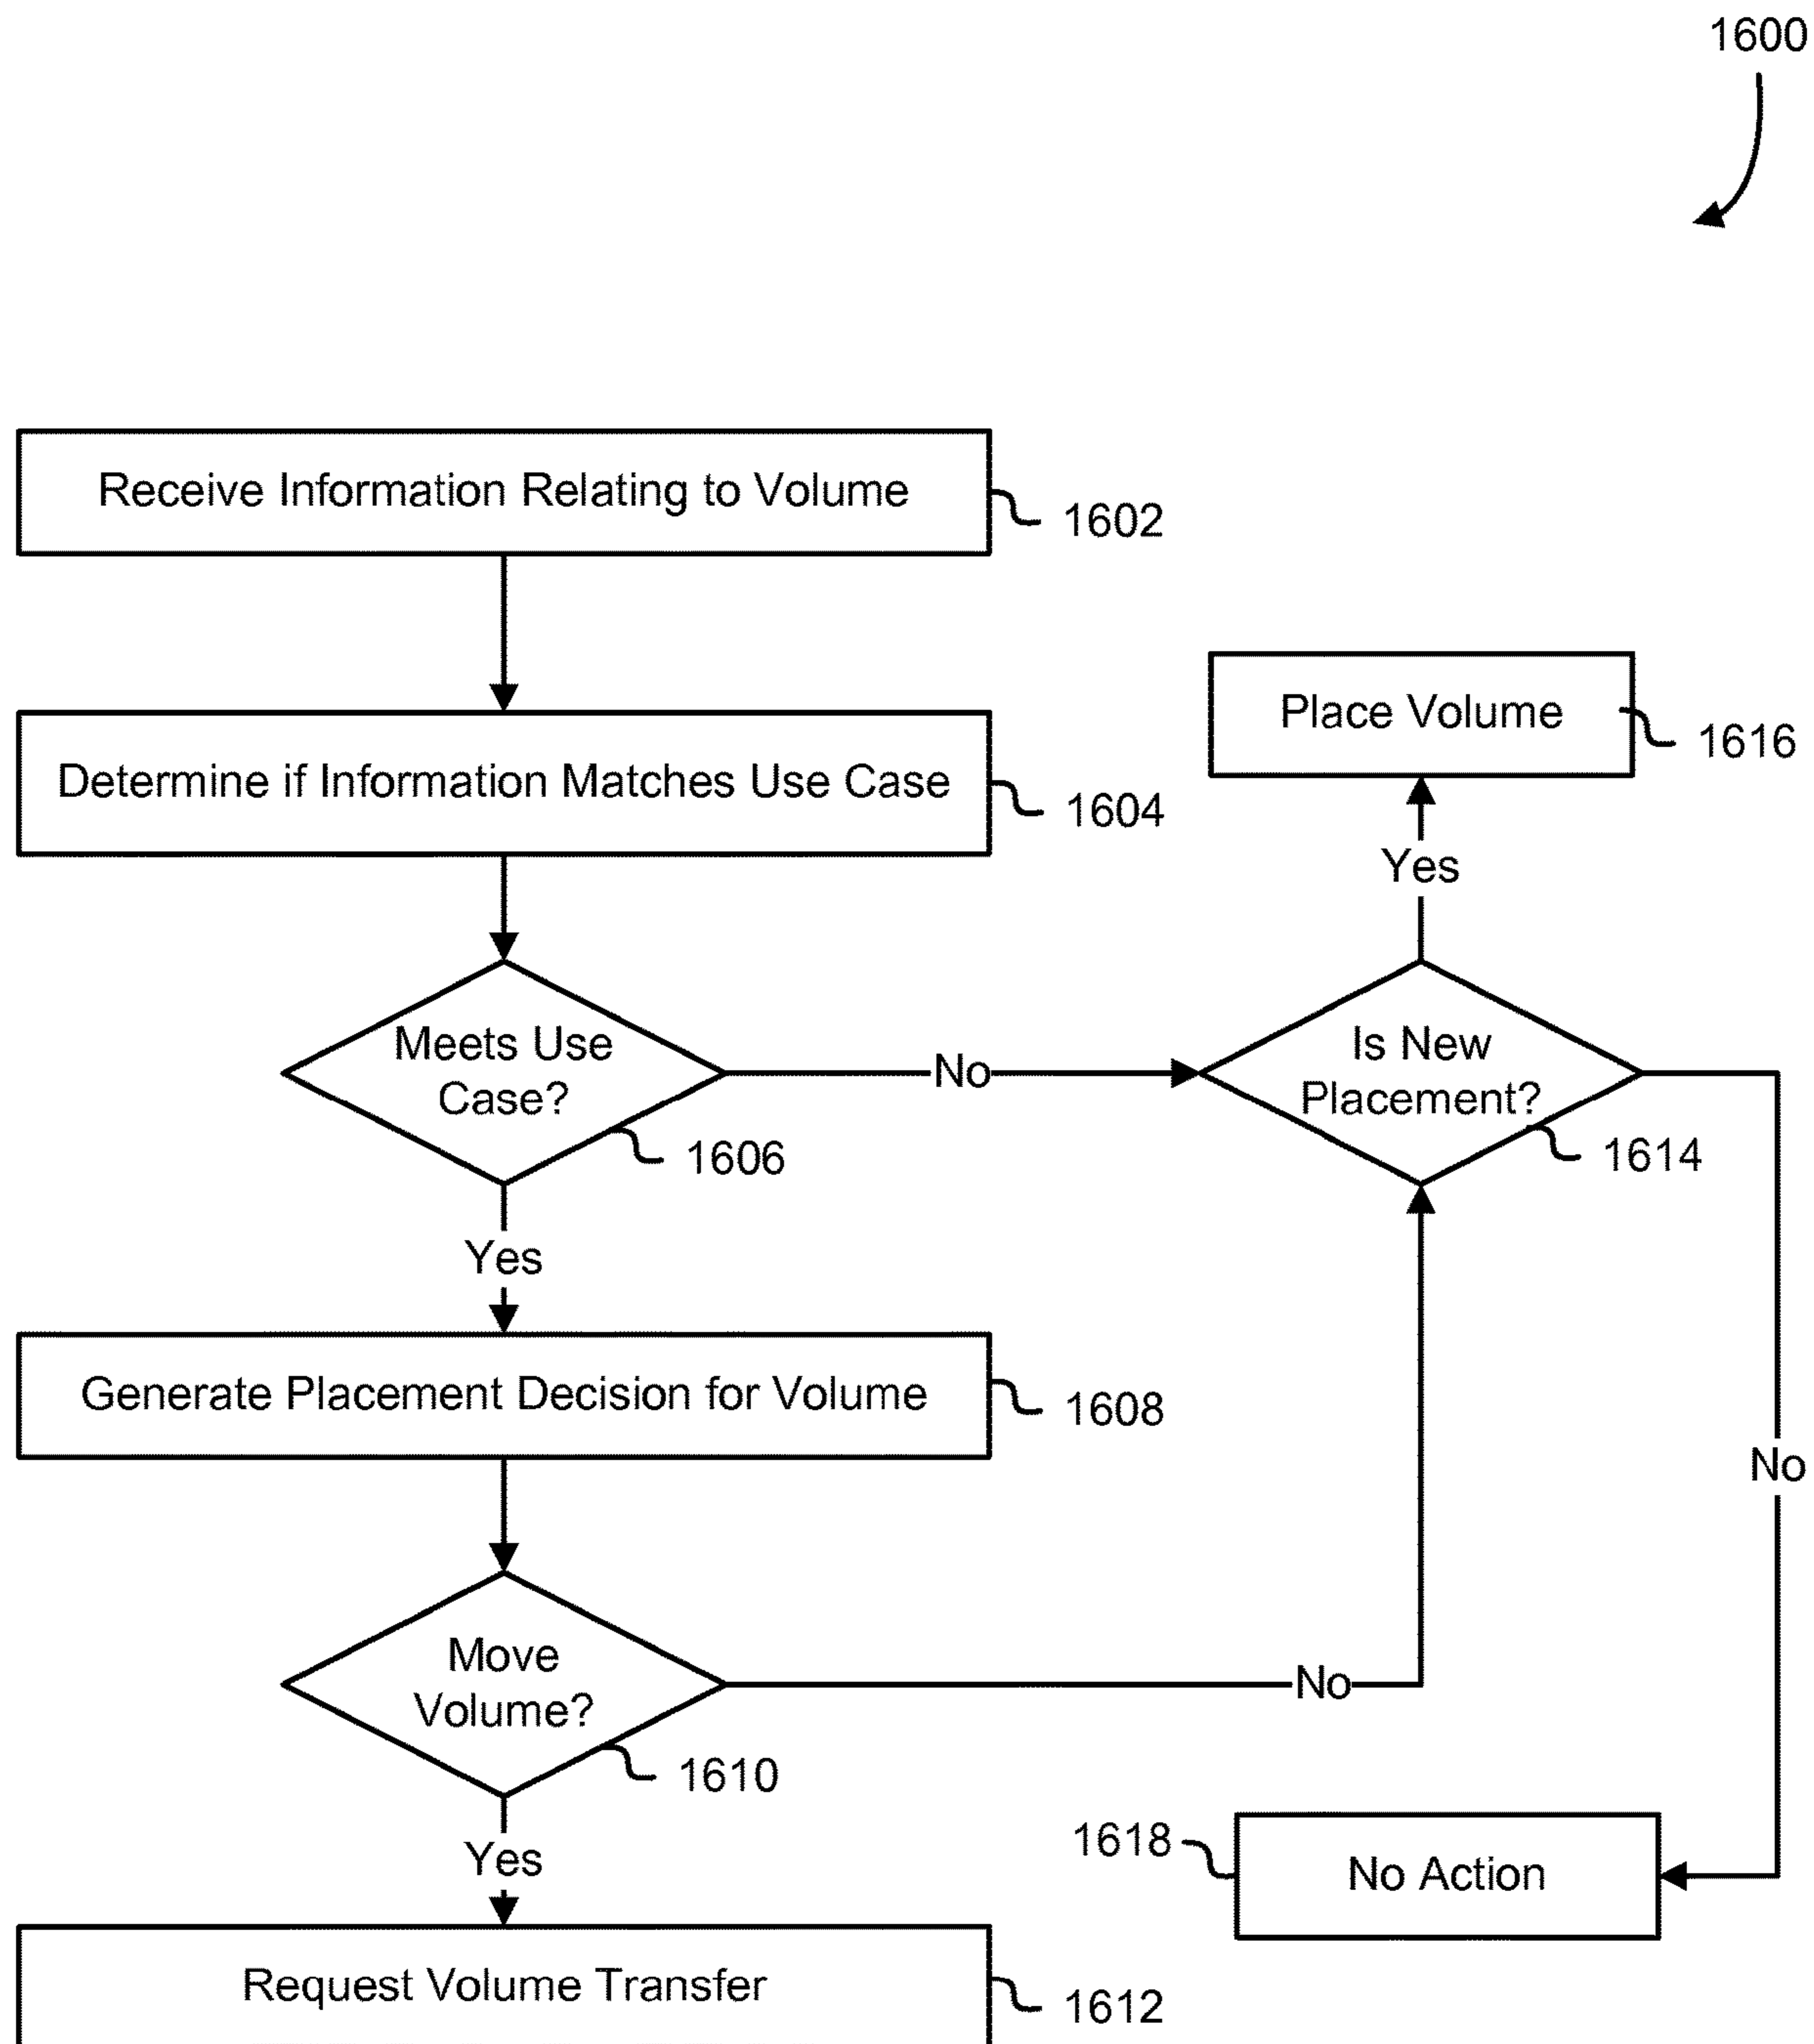 1600
Receive Information Relating to Volume
1602
Determine if Information Matches Use Case
1604
Place Volume
1616
Yes
Meets Use
Case?
1606
No
Is New
Placement?
1614
Yes
Generate Placement Decision for Volume
1608
No
Move
Volume?
1610
No
Yes
1618
No Action
Request Volume Transfer
1612